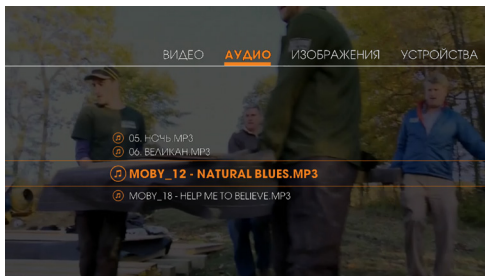 ВИДЕО АУДИО ИЗОБРАЖЕНИЯ УСТРОЙСТВА
05. НОЧЬ.MP3
06. ВЕЛИКАН.MP3
MOBY_12 - NATURAL BLUES.MP3
MOBY_18 - HELP ME TO BELIEVE.MP3